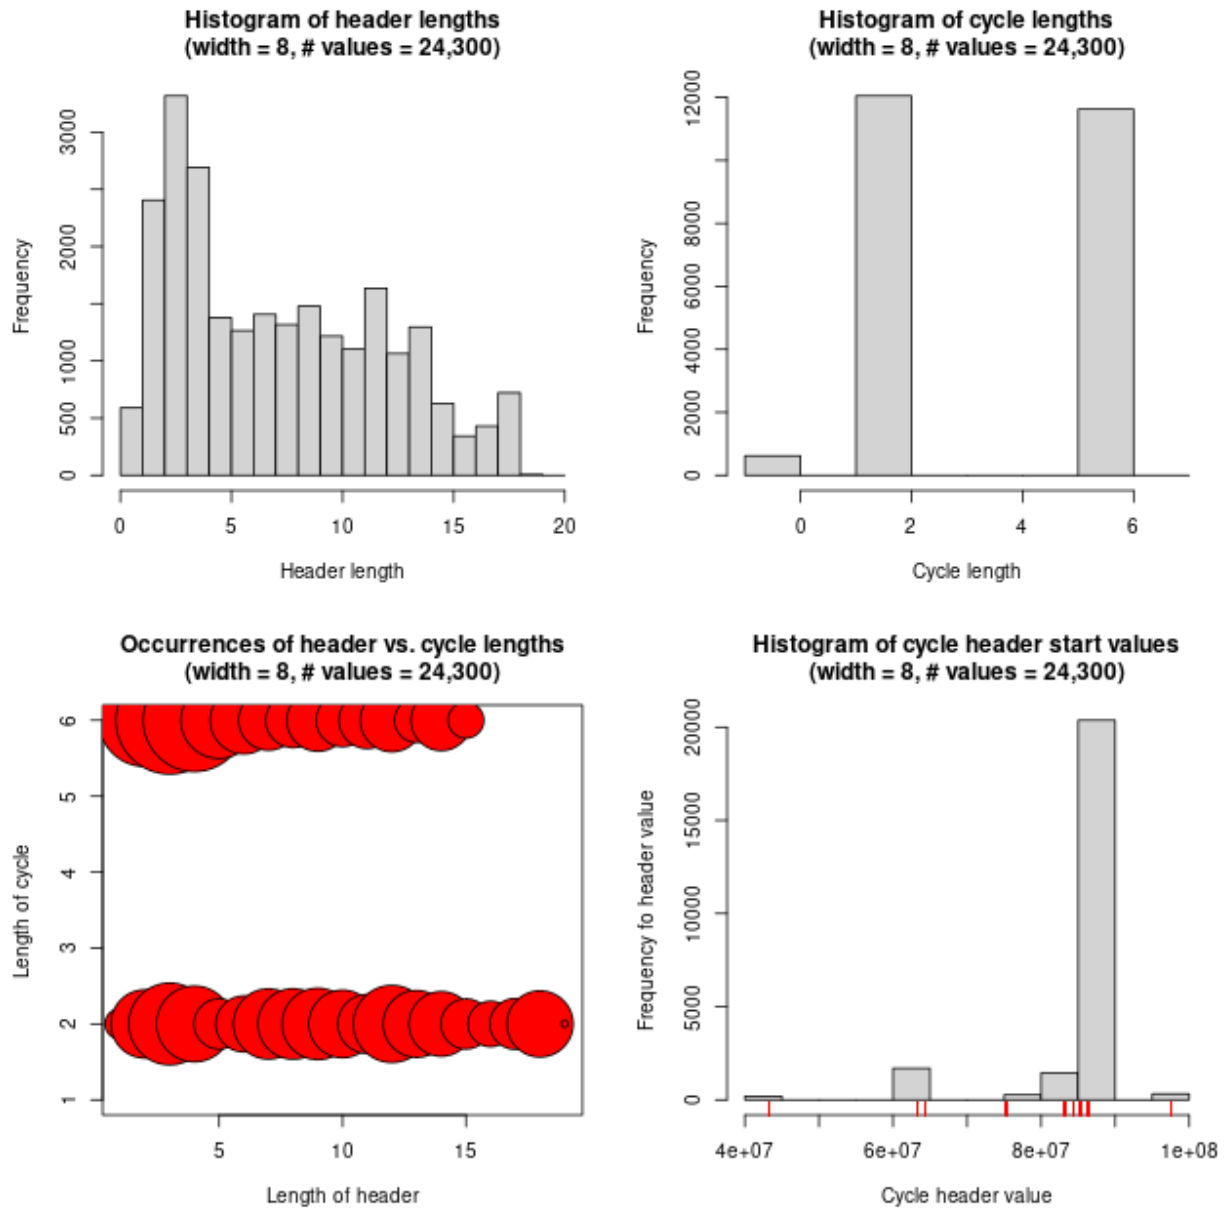 Histogram of header lengths
(width = 8, # values = 24,300)
Frequency
0
500
1000
2000
3000
0
5
10
15
20
Header length
Histogram of cycle lengths
(width = 8, # values = 24,300)
Frequency
0
2000
4000
6000
8000
12000
0
2
4
6
Cycle length
Occurrences of header vs. cycle lengths
(width = 8, # values = 24,300)
Length of cycle
1
2
3
4
5
6
5
10
15
Length of header
Histogram of cycle header start values
(width = 8, # values = 24,300)
Frequency fo header value
0
5000
10000
15000
20000
4e+07
6e+07
8e+07
1e+08
Cycle header value